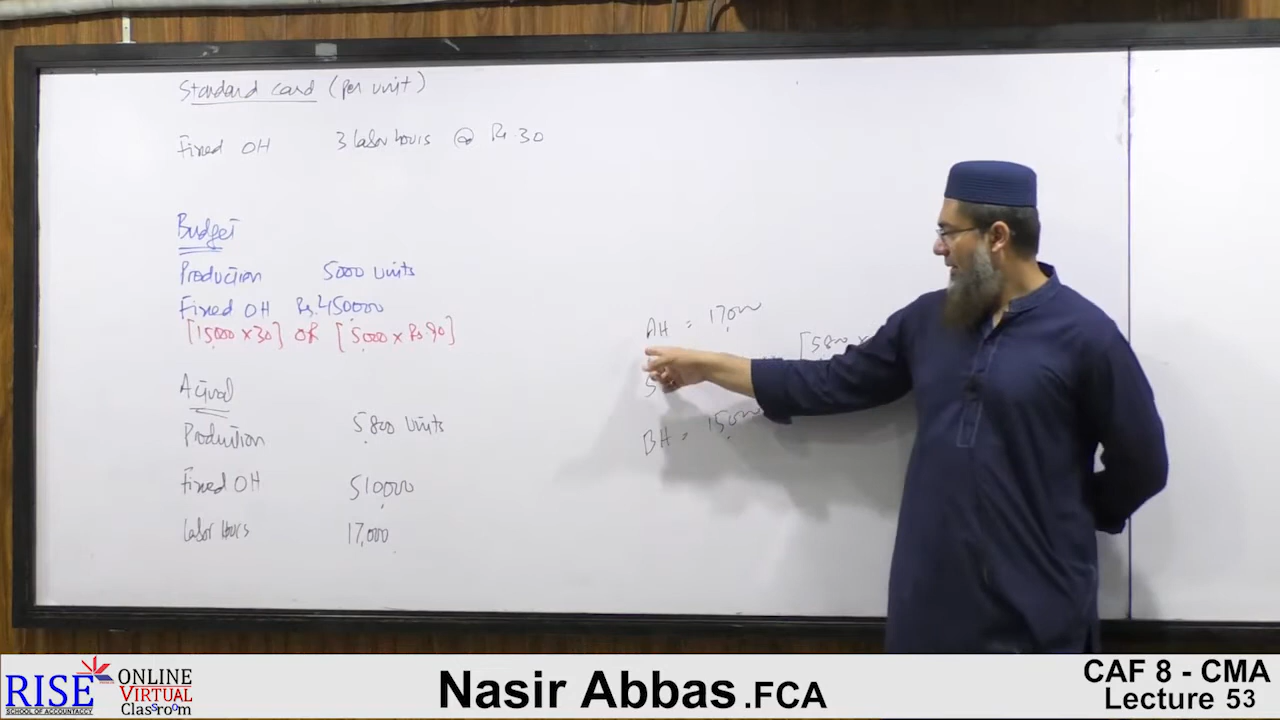 Standard card (per unit)
Fixed OH 3 labor hours @ Rs. 30
Budget
Production 5000 Units
Fixed OH Rs. 450000
[15000 x 30] OR [5000 x Rs 90]
Actual
Production 5800 Units
Fixed OH 510000
Labor Hours 17,000
AH = 17000
[5800 x
S
BH = 15000
RISE
SCHOOL OF ACCOUNTACCY
ONLINE
VIRTUAL
Classroom
Nasir Abbas .FCA
CAF 8 - CMA
Lecture 53